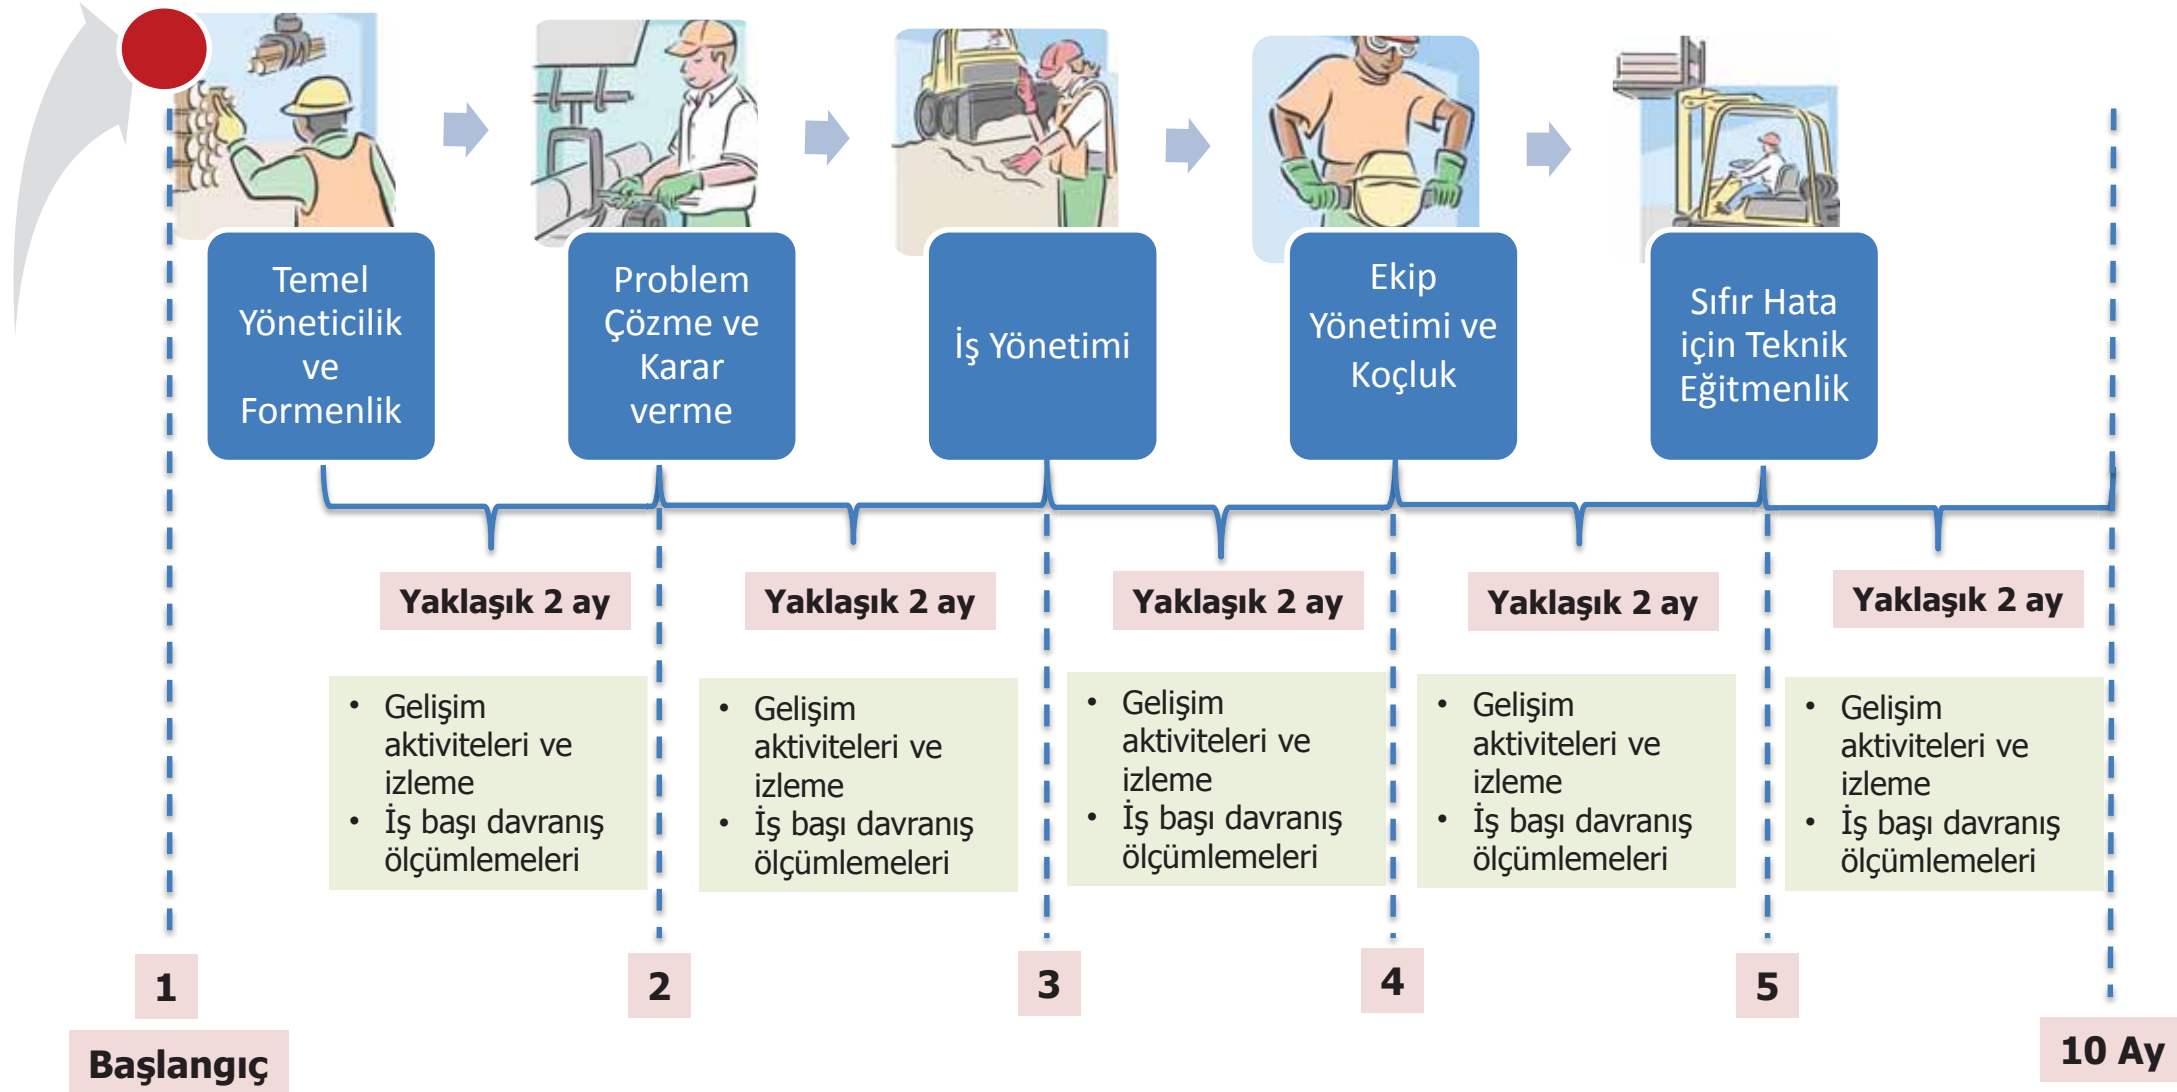 Temel
Yöneticilik
ve
Formenlik
Problem
Çözme ve
Karar
verme
İş Yönetimi
Ekip
Yönetimi ve
Koçluk
Sıfır Hata
için Teknik
Eğitmenlik
Yaklaşık 2 ay
Yaklaşık 2 ay
Yaklaşık 2 ay
Yaklaşık 2 ay
Yaklaşık 2 ay
• Gelişim
aktiviteleri ve
izleme
• İş başı davranış
ölçümlemeleri
• Gelişim
aktiviteleri ve
izleme
• İş başı davranış
ölçümlemeleri
• Gelişim
aktiviteleri ve
izleme
• İş başı davranış
ölçümlemeleri
• Gelişim
aktiviteleri ve
izleme
• İş başı davranış
ölçümlemeleri
• Gelişim
aktiviteleri ve
izleme
• İş başı davranış
ölçümlemeleri
1
2
3
4
5
Başlangıç
10 Ay